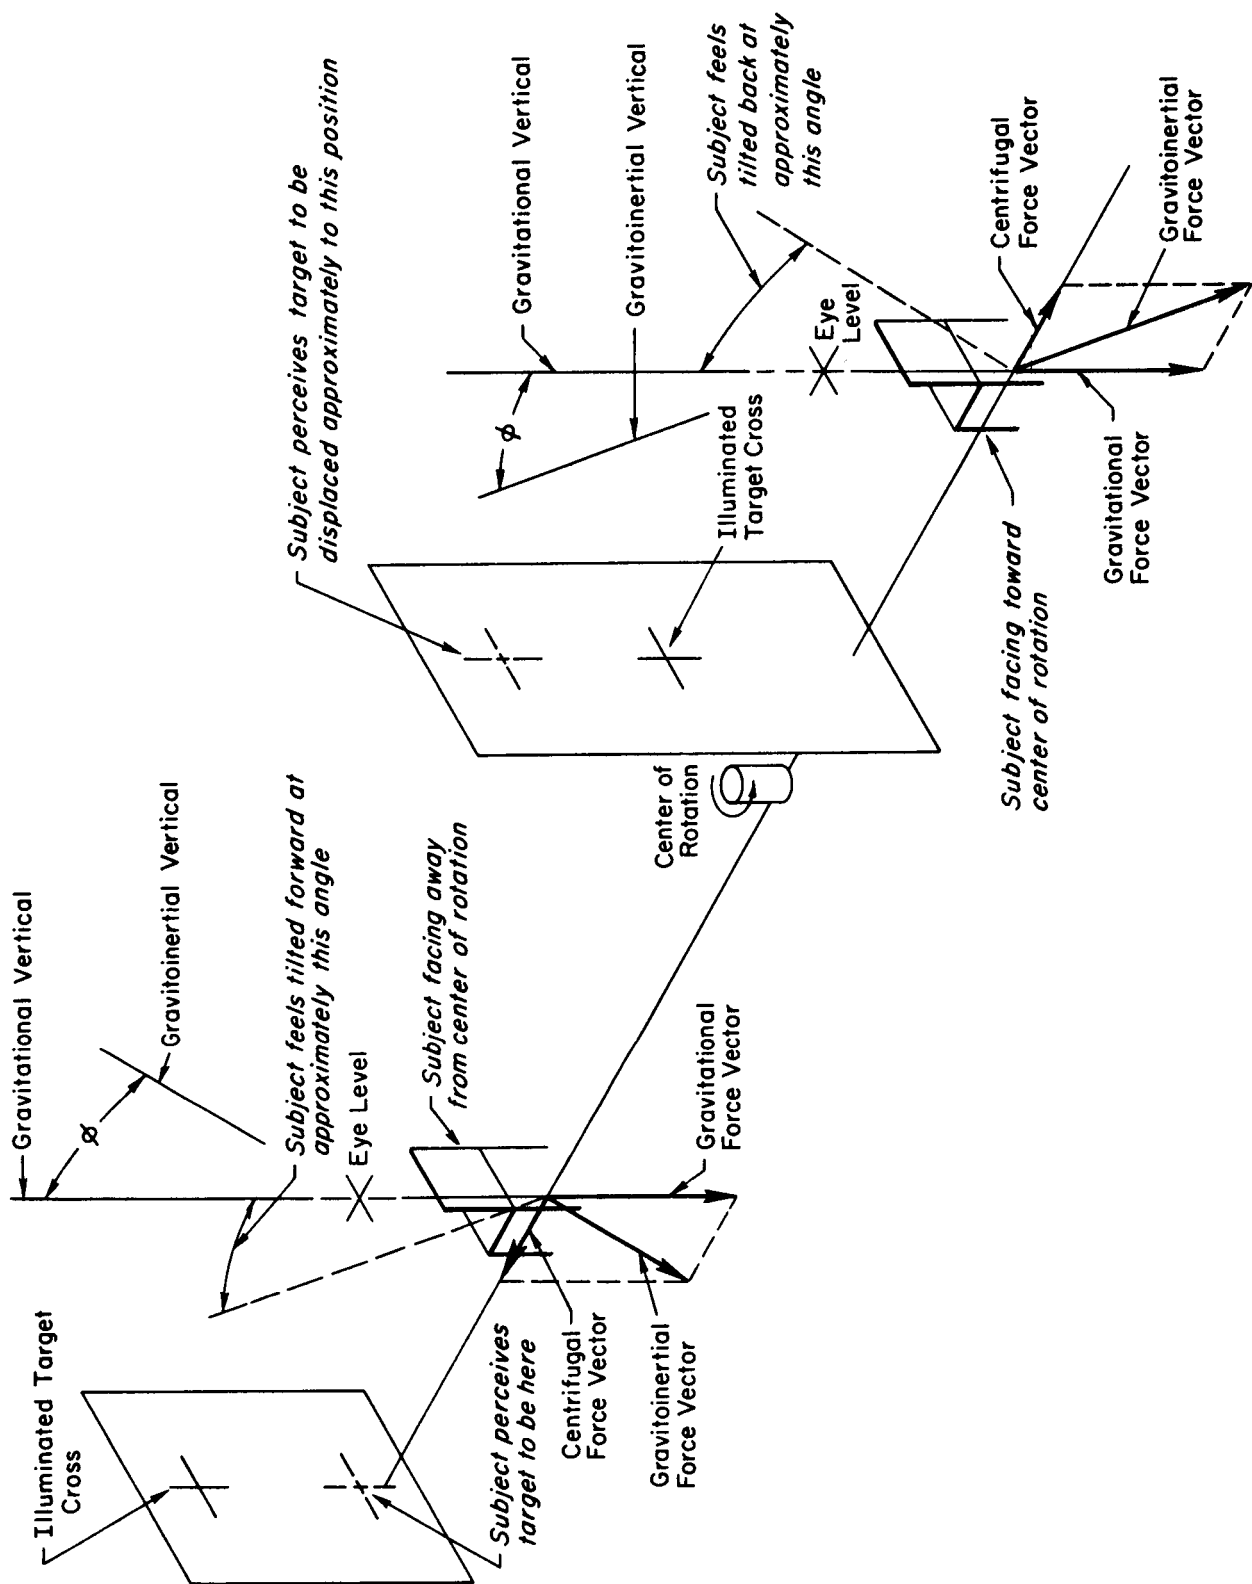 Illuminated Target
Cross
Subject perceives
target to be here
Centrifugal
Force Vector
Gravitoinertial
Force Vector
Gravitational Vertical
ϕ
Gravitoinertial Vertical
Subject feels tilted forward at
approximately this angle
Eye Level
Subject facing away
from center of rotation
Gravitational
Force Vector
Center of
Rotation
Subject perceives target to be
displaced approximately to this position
Illuminated
Target Cross
Gravitational Vertical
ϕ
Gravitoinertial Vertical
Subject feels
tilted back at
approximately
this angle
Eye
Level
Subject facing toward
center of rotation
Gravitational
Force Vector
Centrifugal
Force Vector
Gravitoinertial
Force Vector